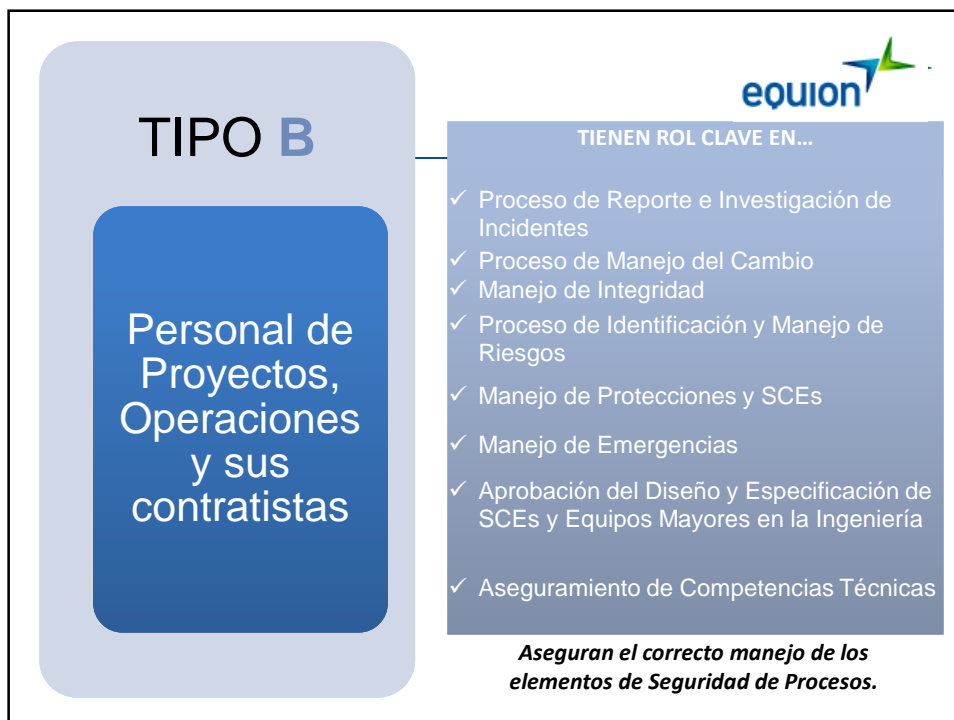 equion
TIPO B
Personal de
Proyectos,
Operaciones
y sus
contratistas
TIENEN ROL CLAVE EN...
✓ Proceso de Reporte e Investigación de
Incidentes
✓ Proceso de Manejo del Cambio
✓ Manejo de Integridad
✓ Proceso de Identificación y Manejo de
Riesgos
✓ Manejo de Protecciones y SCEs
✓ Manejo de Emergencias
✓ Aprobación del Diseño y Especificación de
SCEs y Equipos Mayores en la Ingeniería
✓ Aseguramiento de Competencias Técnicas
Aseguran el correcto manejo de los
elementos de Seguridad de Procesos.